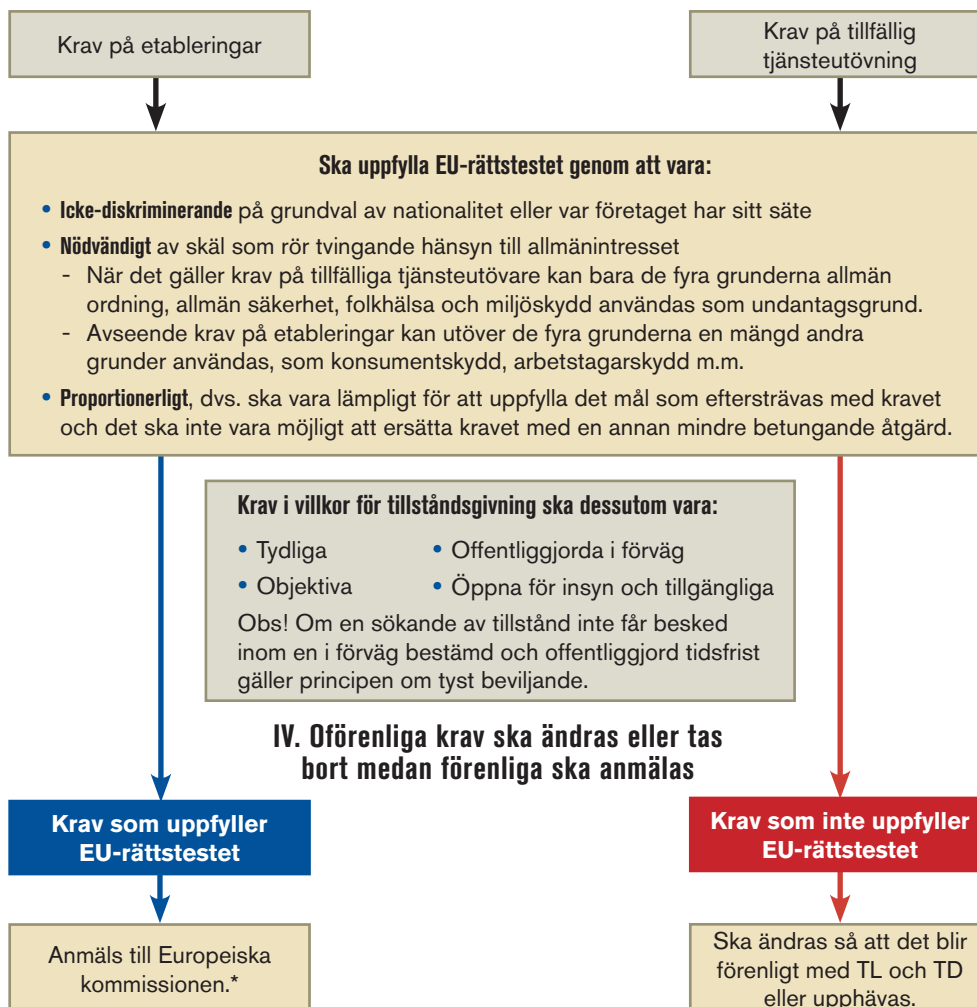 Krav på etableringar
Krav på tillfällig
tjänsteutövning
Ska uppfylla EU-rättstestet genom att vara:
• Icke-diskriminerande på grundval av nationalitet eller var företaget har sitt säte
• Nödvändigt av skäl som rör tvingande hänsyn till allmänintresset
- När det gäller krav på tillfälliga tjänsteutövare kan bara de fyra grunderna allmän
ordning, allmän säkerhet, folkhälsa och miljöskydd användas som undantagsgrund.
- Avseende krav på etableringar kan utöver de fyra grunderna en mängd andra
grunder användas, som konsumentskydd, arbetstagarskydd m.m.
• Proportionerligt, dvs. ska vara lämpligt för att uppfylla det mål som eftersträvas med kravet
och det ska inte vara möjligt att ersätta kravet med en annan mindre betungande åtgärd.
Krav i villkor för tillståndsgivning ska dessutom vara:
• Tydliga • Offentliggjorda i förväg
• Objektiva • Öppna för insyn och tillgängliga
Obs! Om en sökande av tillstånd inte får besked
inom en i förväg bestämd och offentliggjord tidsfrist
gäller principen om tyst beviljande.
IV. Oförenliga krav ska ändras eller tas
bort medan förenliga ska anmälas
Krav som uppfyller
EU-rättstestet
Krav som inte uppfyller
EU-rättstestet
Anmäls till Europeiska
kommissionen.*
Ska ändras så att det blir
förenligt med TL och TD
eller upphävas.